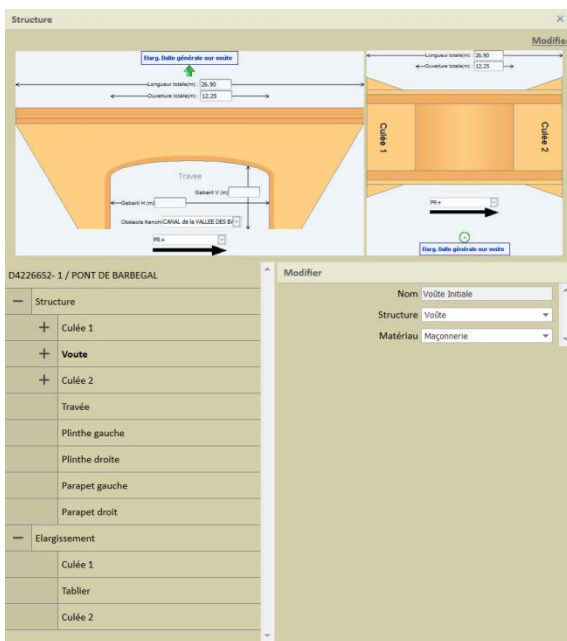 Structure
Modifier
Elarg. Dalle générale sur voûte
Longueur totale(m) 26.90
Ouverture totale(m) 12.25
Travée
Gabarit V (m)
Gabarit H (m)
Obstacle franchi CANAL de la VALLEE DES BA
PR+
Longueur totale(m) 26.90
Ouverture totale(m) 12.25
Culée 1
Culée 2
PR+
Elarg. Dalle générale sur voûte
D4226652- 1 / PONT DE BARBEGAL
Structure
Culée 1
Voute
Culée 2
Travée
Plinthe gauche
Plinthe droite
Parapet gauche
Parapet droit
Elargissement
Culée 1
Tablier
Culée 2
Modifier
Nom Voûte Initiale
Structure Voûte
Matériau Maçonnerie